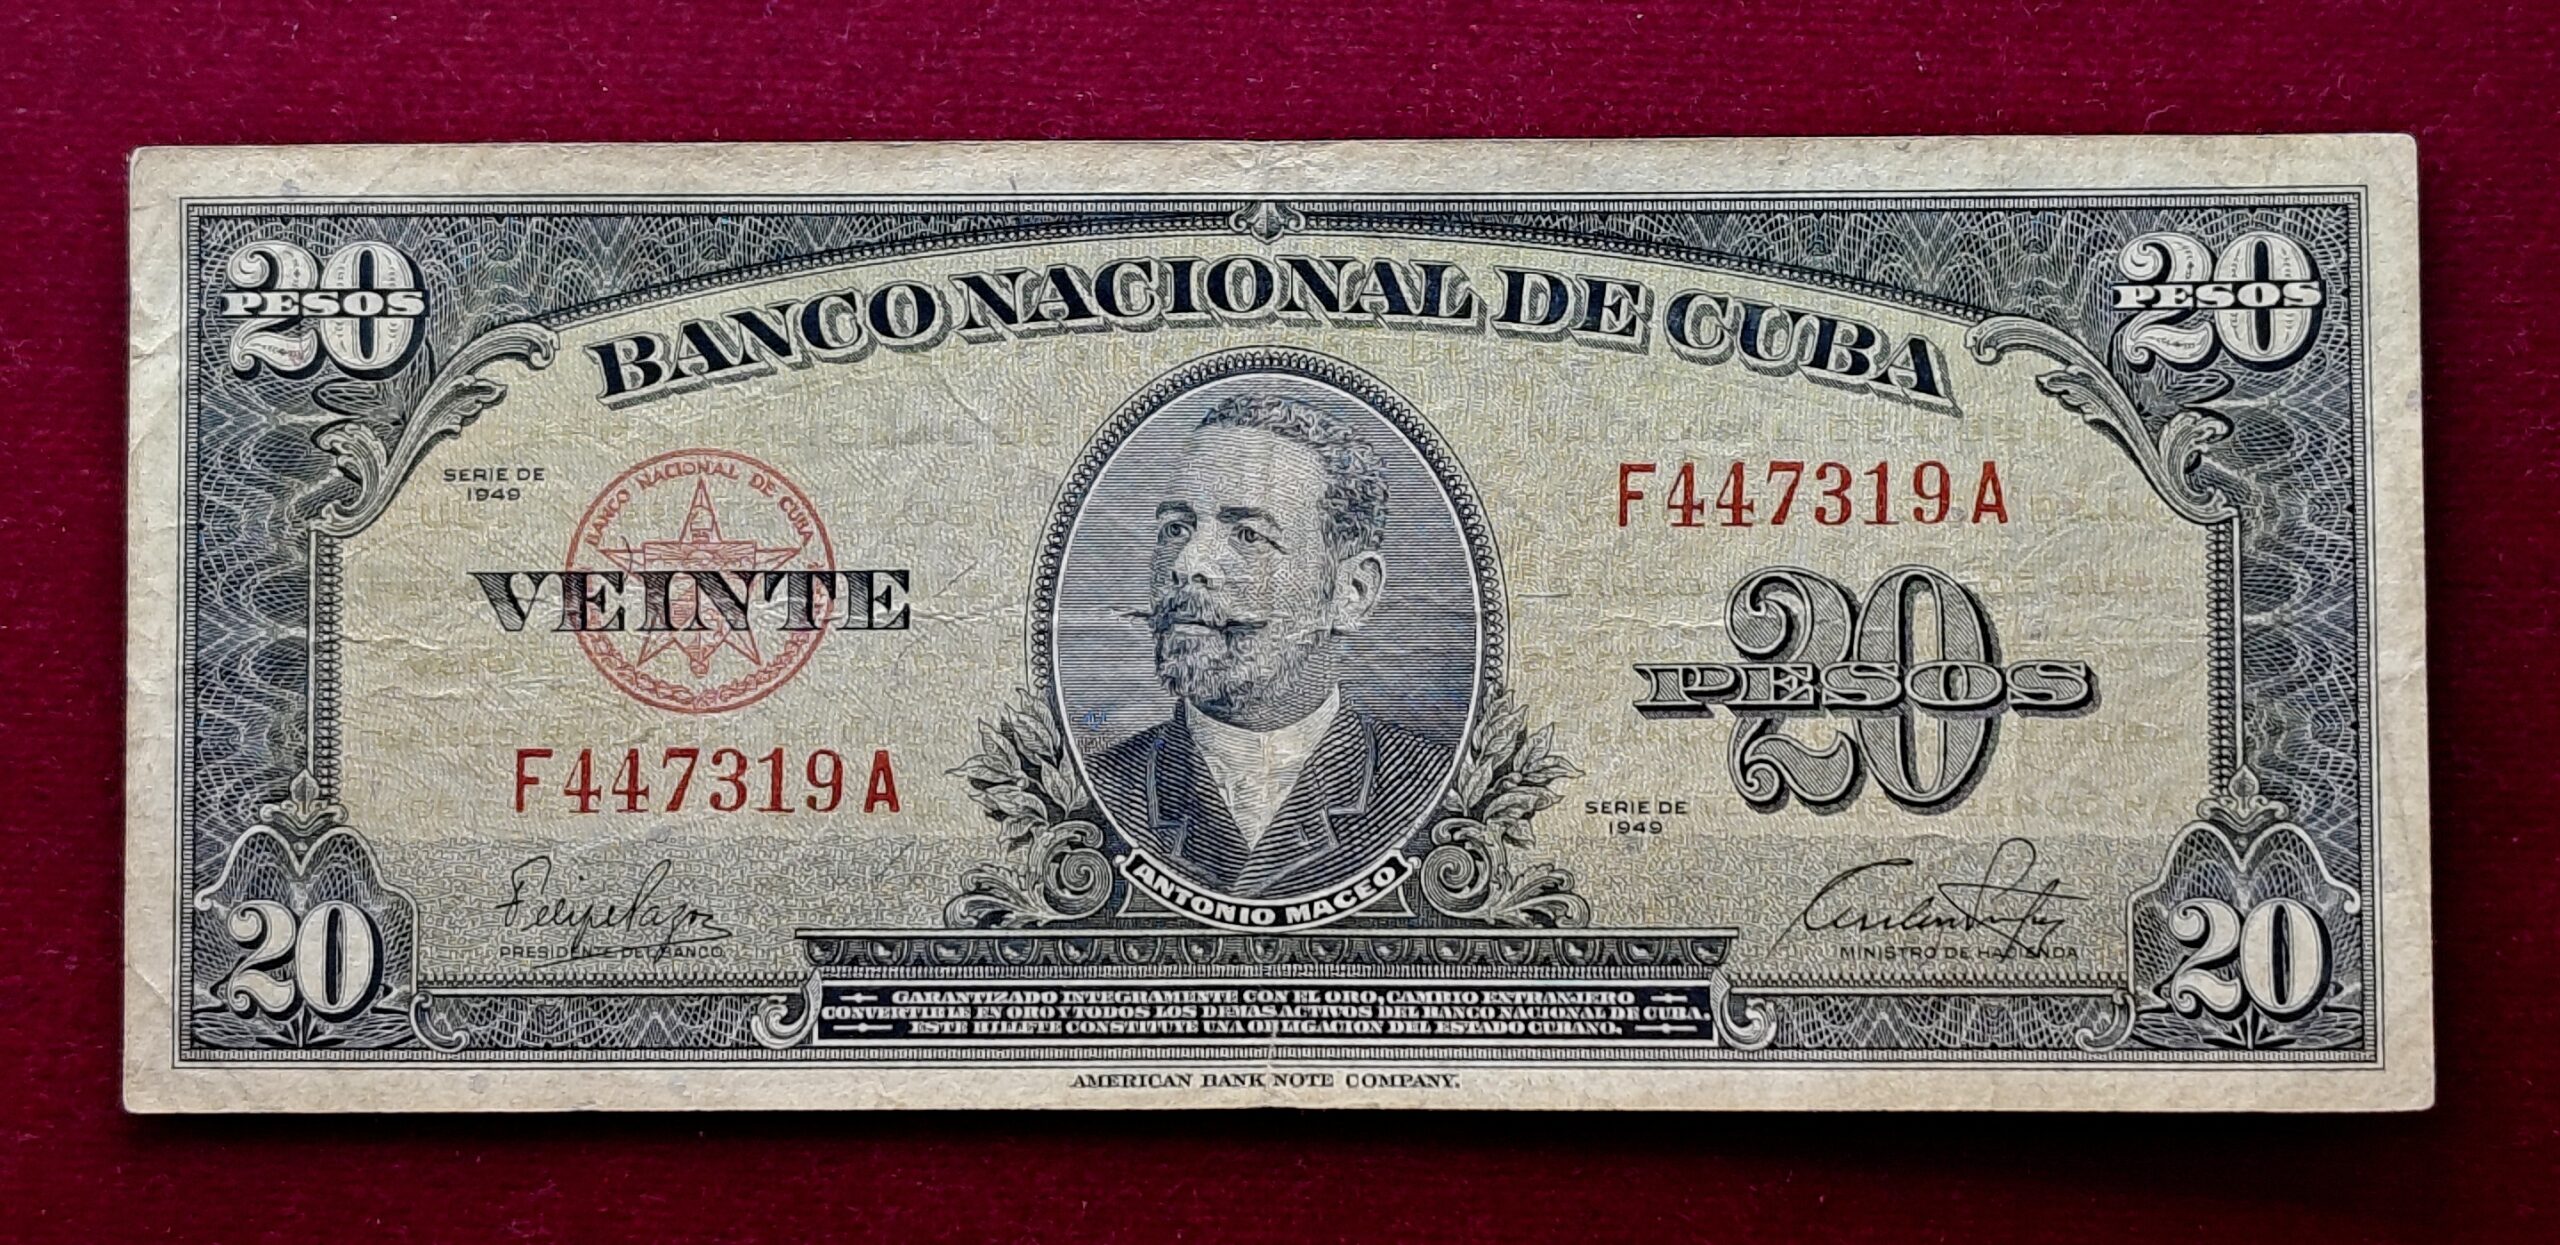 20
PESOS
BANCO NACIONAL DE CUBA
20
PESOS
SERIE DE
1949
BANCO NACIONAL DE CUBA
F447319A
VEINTE
20
PESOS
F447319A
SERIE DE
1949
ANTONIO MACEO
Felipe Pazos
PRESIDENTE DEL BANCO
MINISTRO DE HACIENDA
20
20
GARANTIZADO INTEGRAMENTE CON EL ORO, CAMBIO EXTRANJERO
CONVERTIBLE EN ORO Y TODOS LOS DEMAS ACTIVOS DEL BANCO NACIONAL DE CUBA.
ESTE BILLETE CONSTITUYE UNA OBLIGACION DEL ESTADO CUBANO.
AMERICAN BANK NOTE COMPANY.